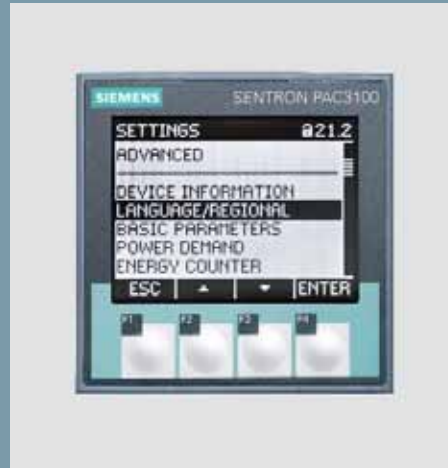 SIEMENS SENTRON PAC3100
SETTINGS 21.2
ADVANCED
DEVICE INFORMATION
LANGUAGE/REGIONAL
BASIC PARAMETERS
POWER DEMAND
ENERGY COUNTER
ESC ▲ ▼ ENTER
F1 F2 F3 F4